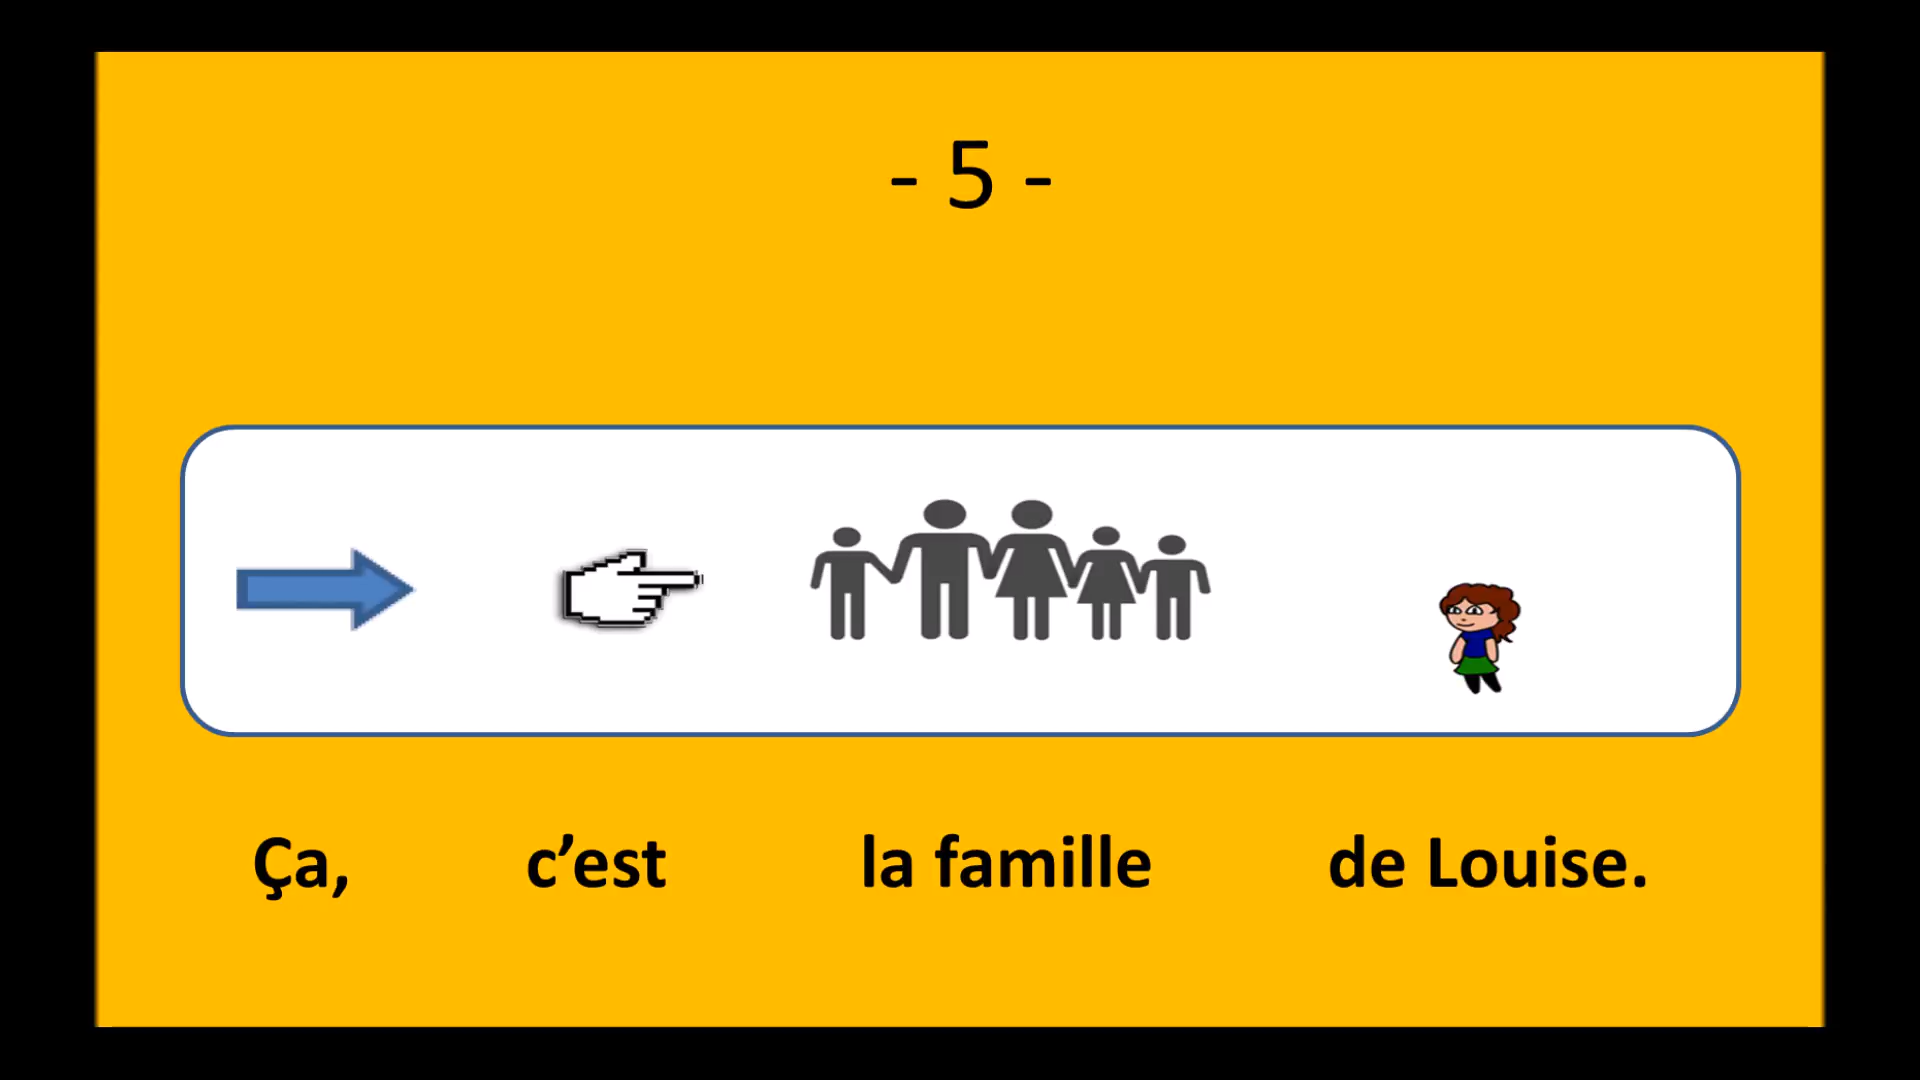 - 5 -
Ça, c’est la famille de Louise.